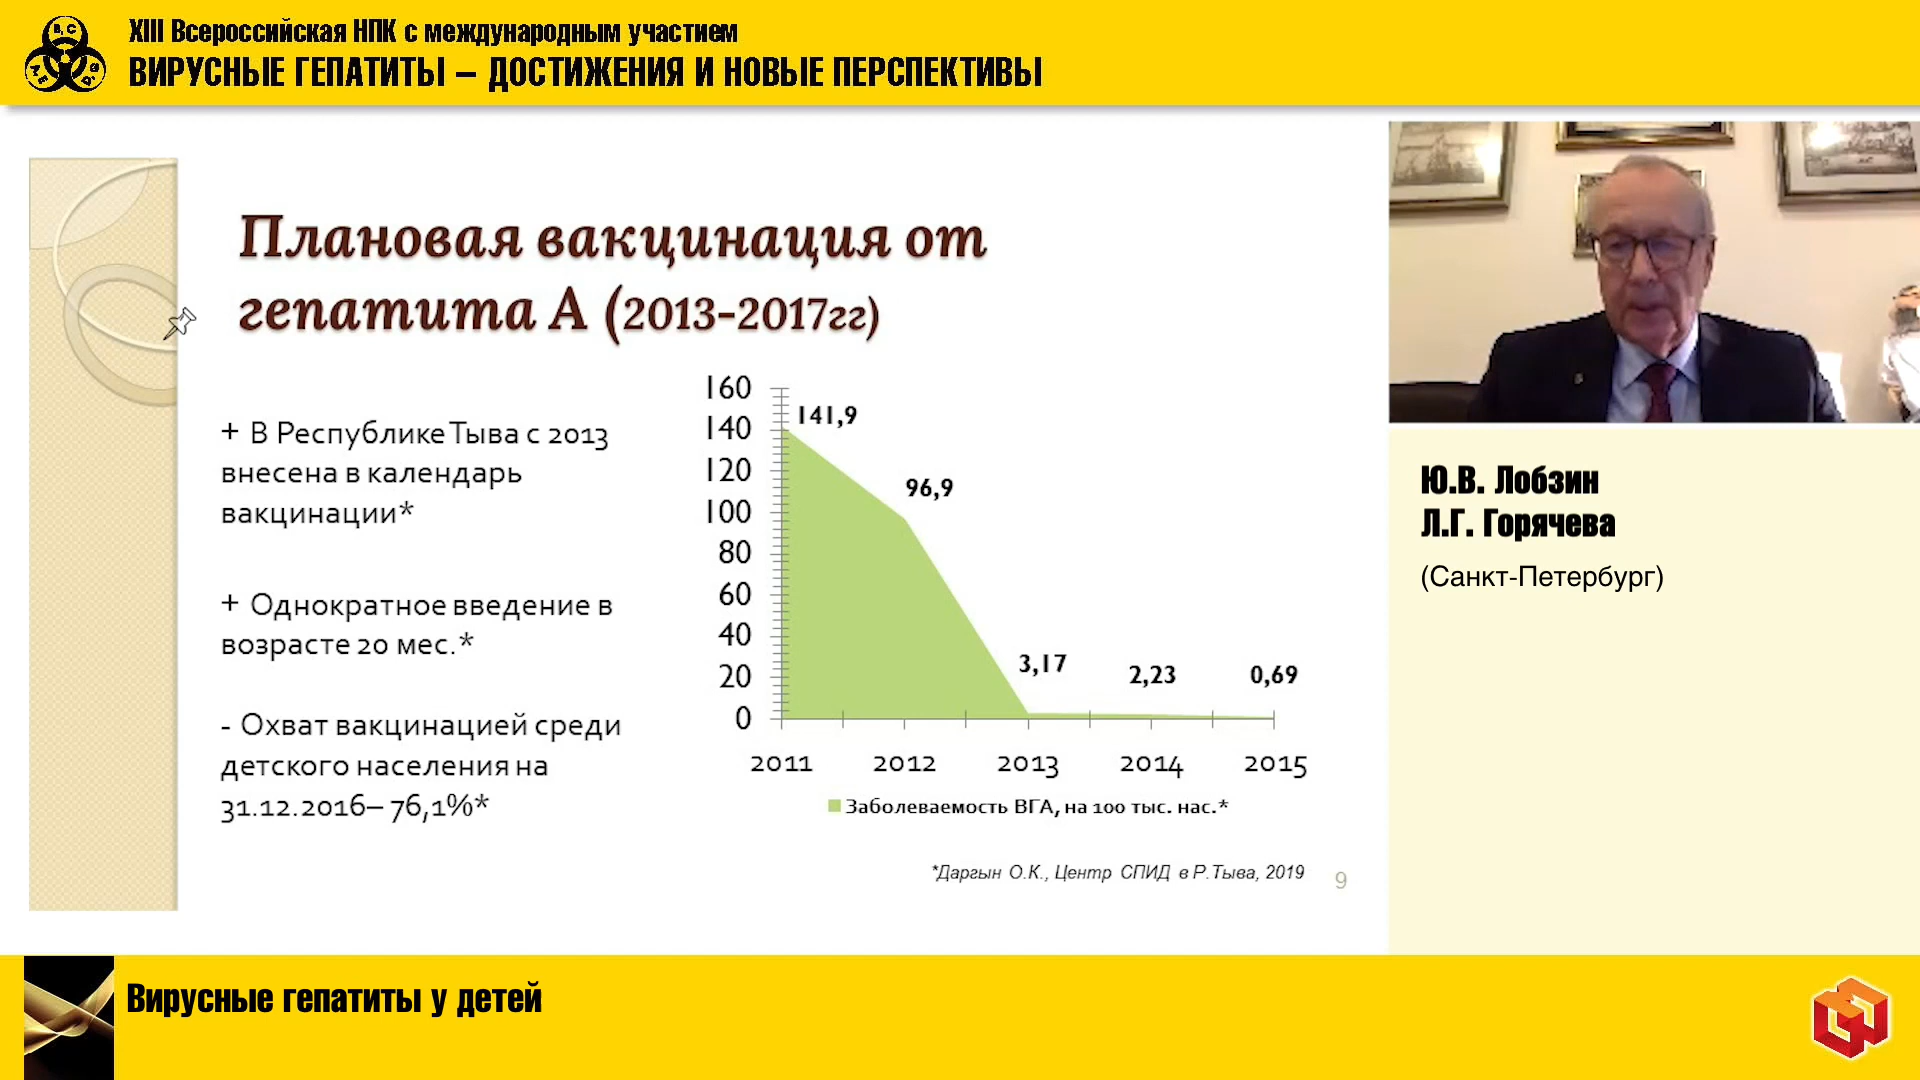 XIII Всероссийская НПК с международным участием
ВИРУСНЫЕ ГЕПАТИТЫ – ДОСТИЖЕНИЯ И НОВЫЕ ПЕРСПЕКТИВЫ
Плановая вакцинация от
гепатита А (2013-2017гг)
+ В Республике Тыва с 2013
внесена в календарь
вакцинации*
+ Однократное введение в
возрасте 20 мес.*
- Охват вакцинацией среди
детского населения на
31.12.2016– 76,1%*
160
140
120
100
80
60
40
20
0
141,9
96,9
3,17
2,23
0,69
2011 2012 2013 2014 2015
Заболеваемость ВГА, на 100 тыс. нас.*
*Даргын О.К., Центр СПИД в Р.Тыва, 2019
9
Ю.В. Лобзин
Л.Г. Горячева
(Санкт-Петербург)
Вирусные гепатиты у детей